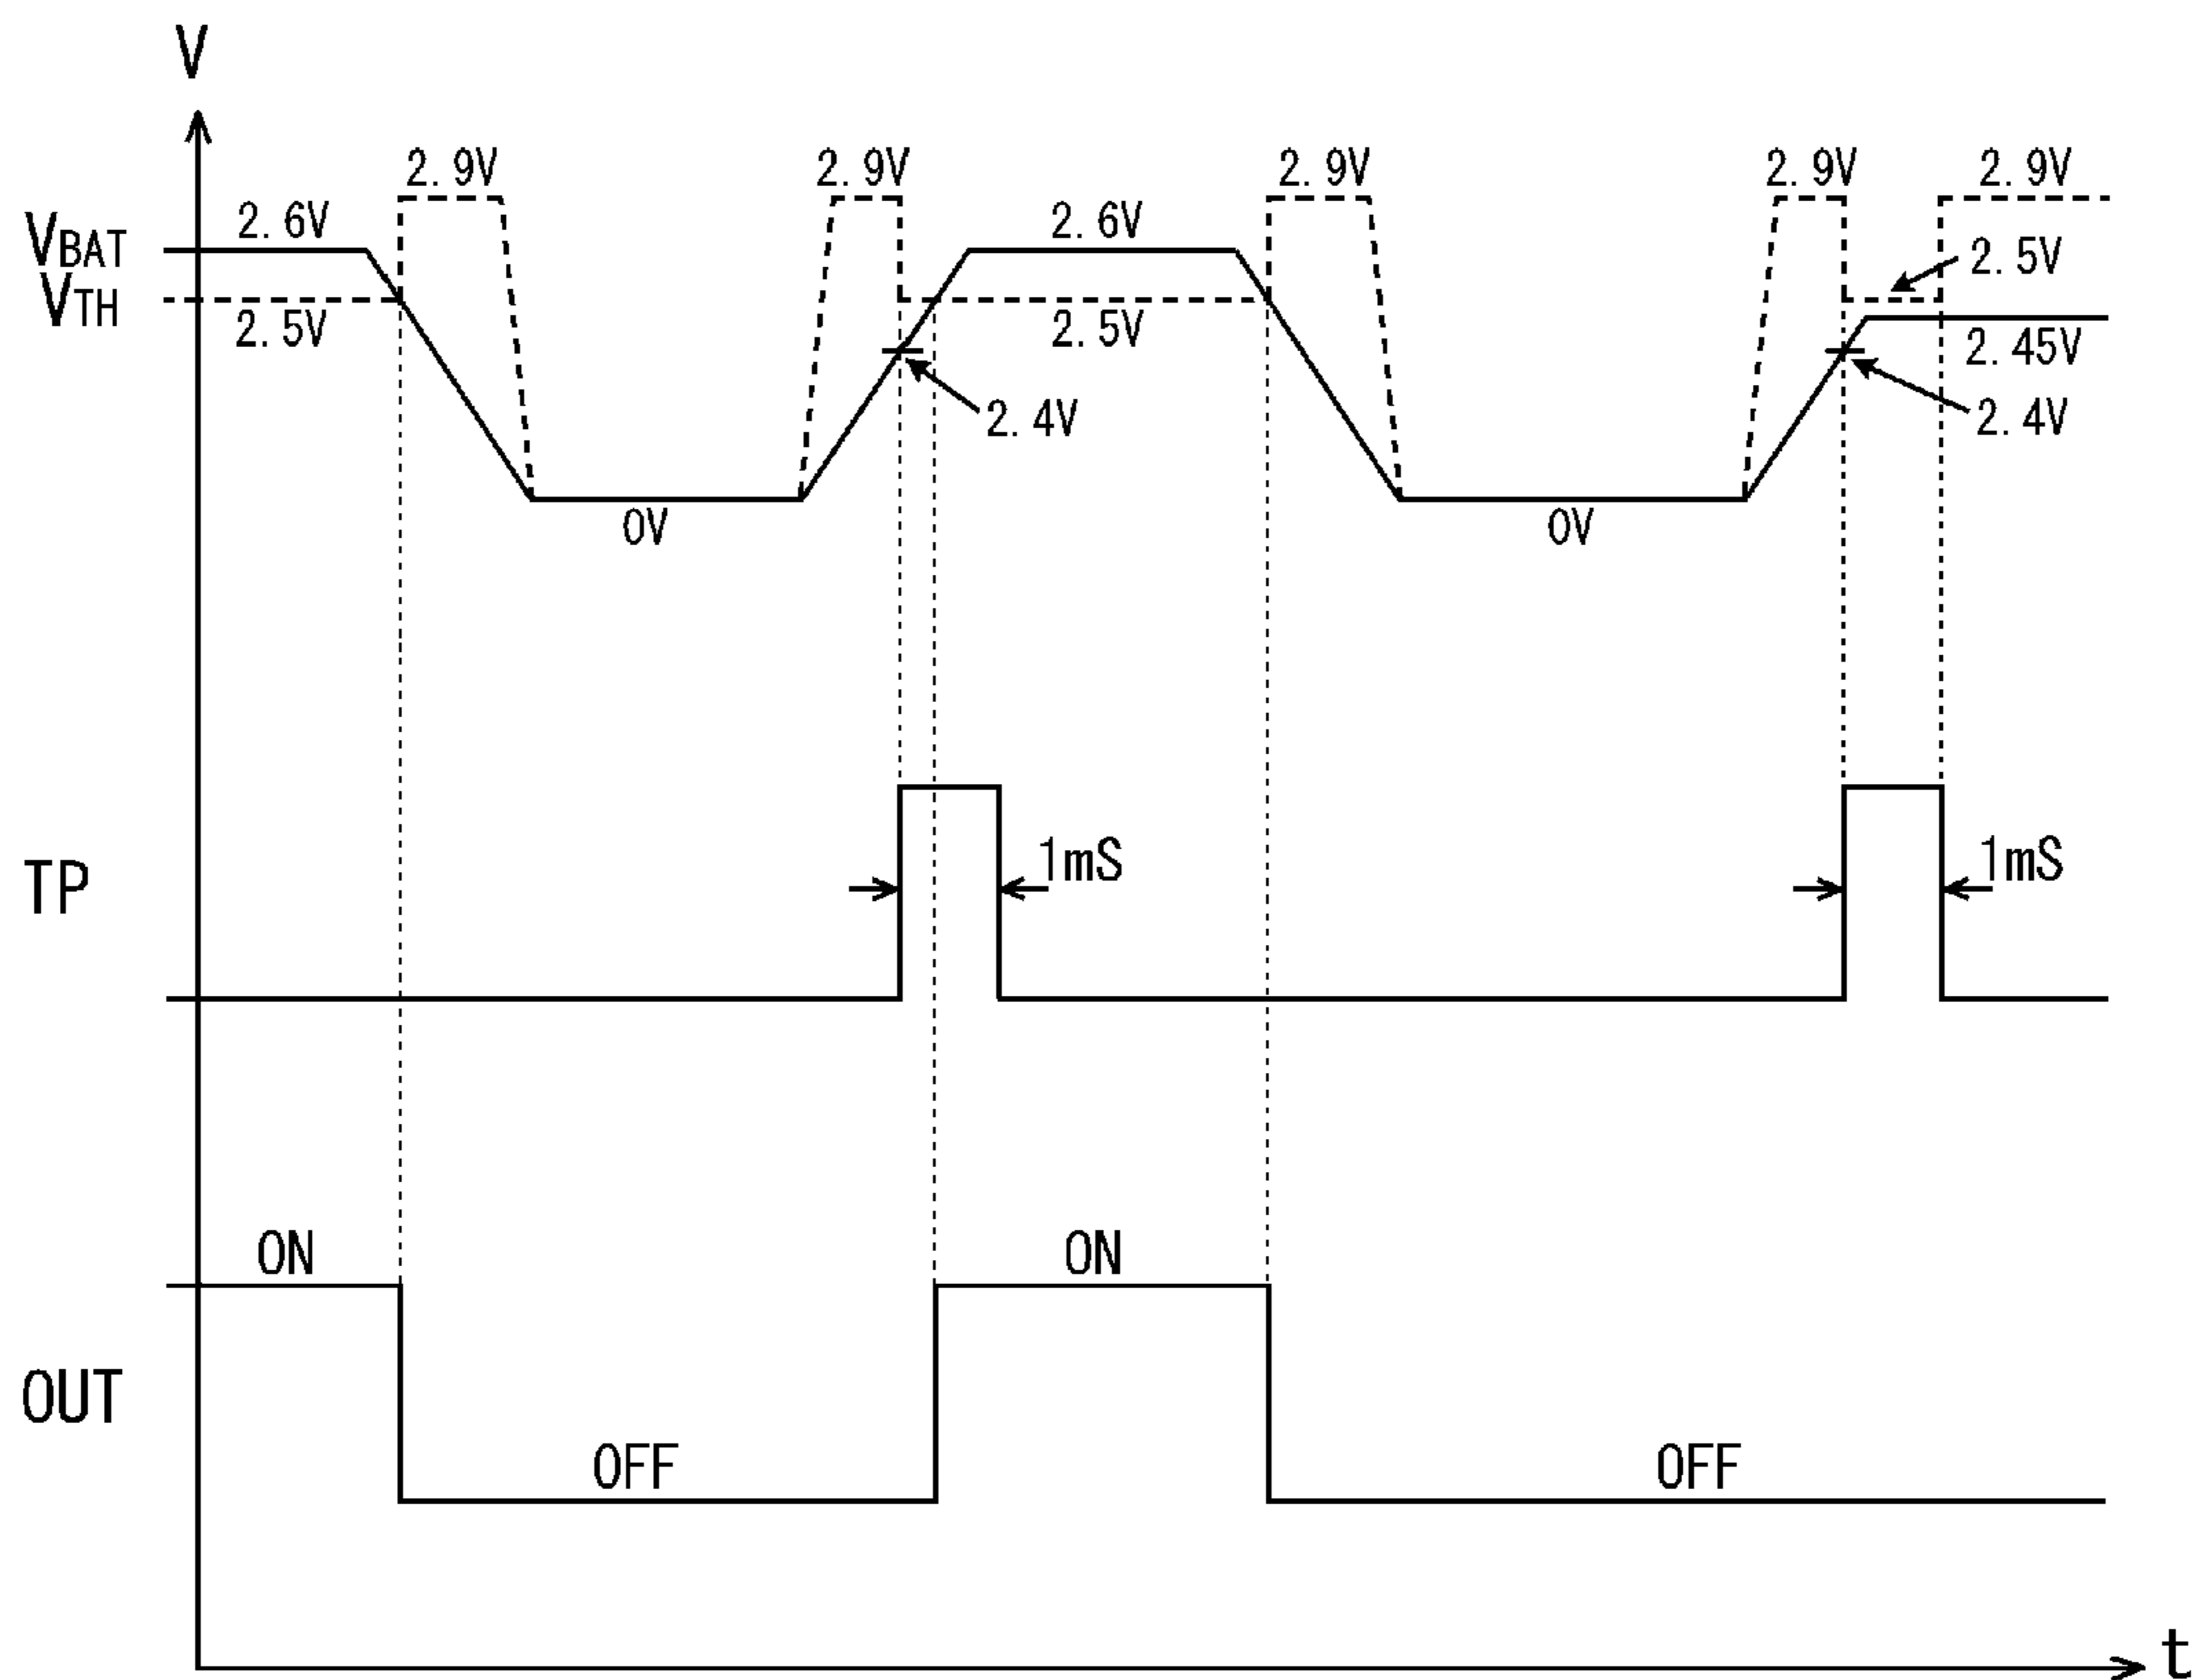 V
2.9V 2.9V 2.9V 2.9V 2.9V
VBAT 2.6V 2.6V 2.5V
VTH 2.5V 2.5V 2.45V
2.4V 2.4V
0V 0V
TP 1mS 1mS
ON ON
OUT
OFF OFF
t